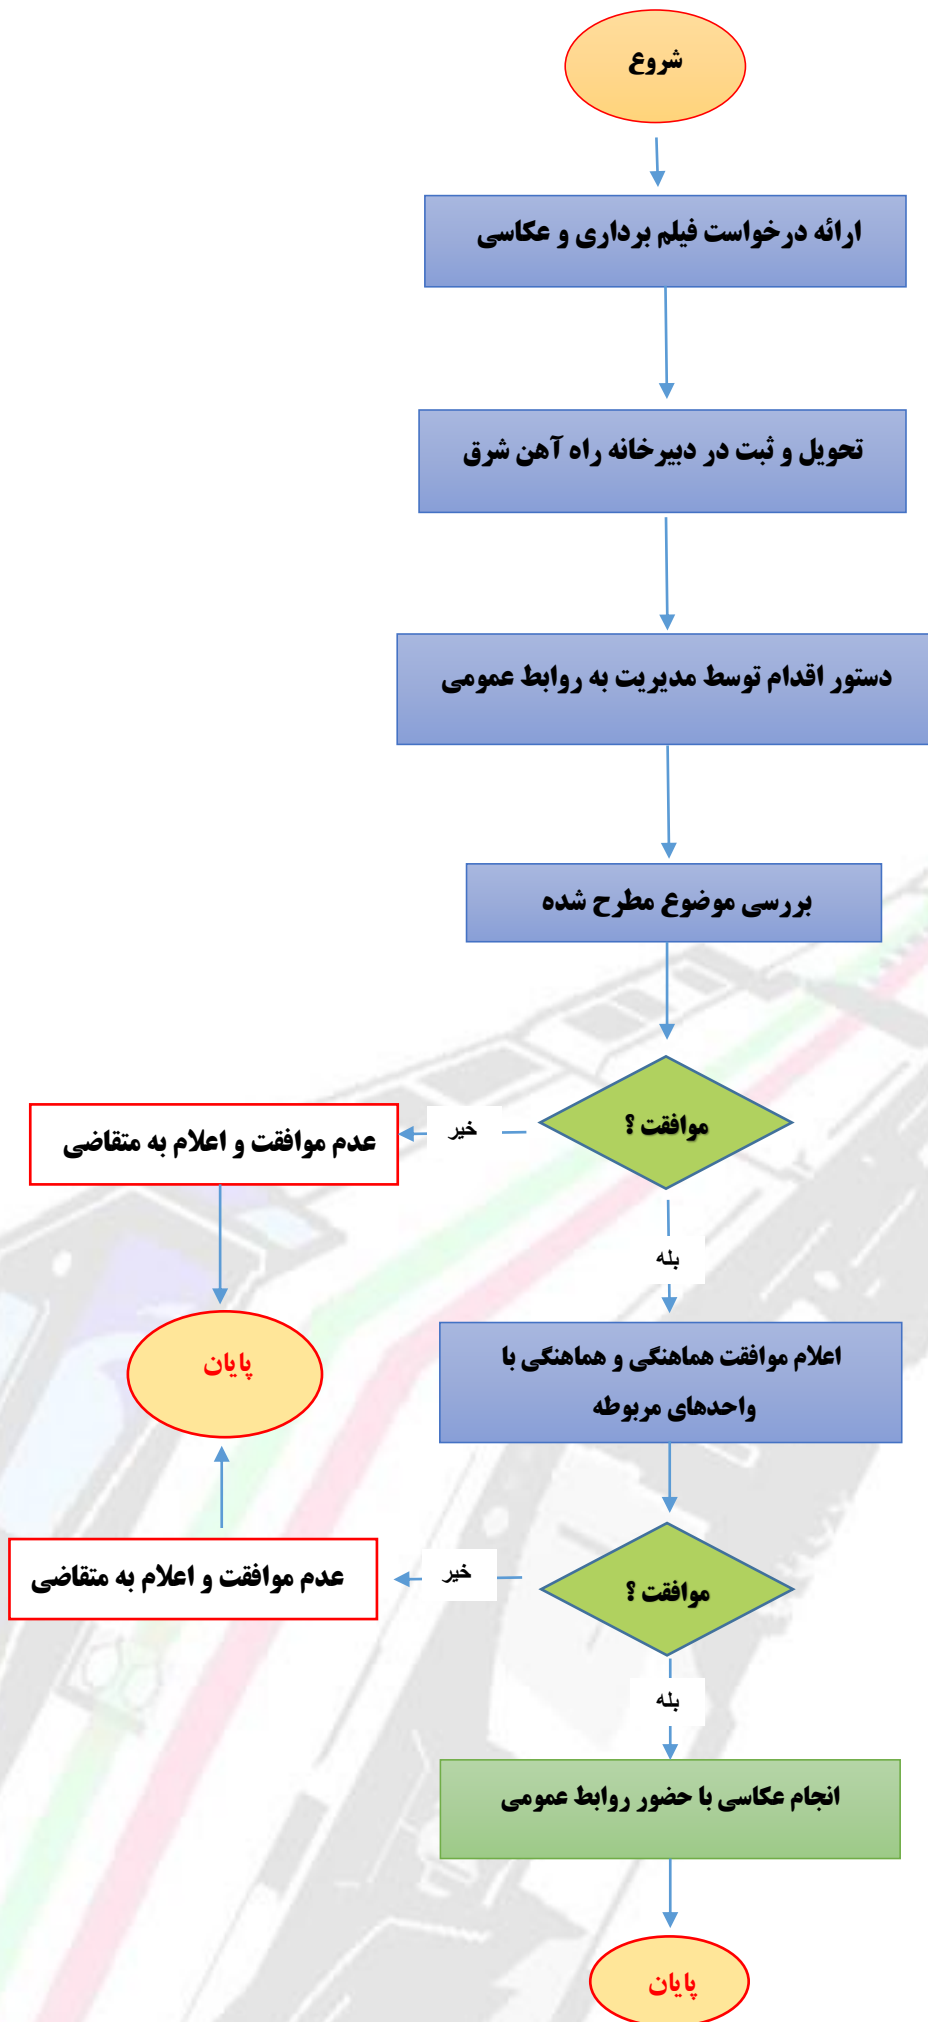 شروع
ارائه درخواست فیلم برداری و عکاسی
تحویل و ثبت در دبیرخانه راه آهن شرق
دستور اقدام توسط مدیریت به روابط عمومی
بررسی موضوع مطرح شده
موافقت ؟
خیر
عدم موافقت و اعلام به متقاضی
بله
پایان
اعلام موافقت هماهنگی و هماهنگی با
واحدهای مربوطه
موافقت ؟
خیر
عدم موافقت و اعلام به متقاضی
بله
انجام عکاسی با حضور روابط عمومی
پایان